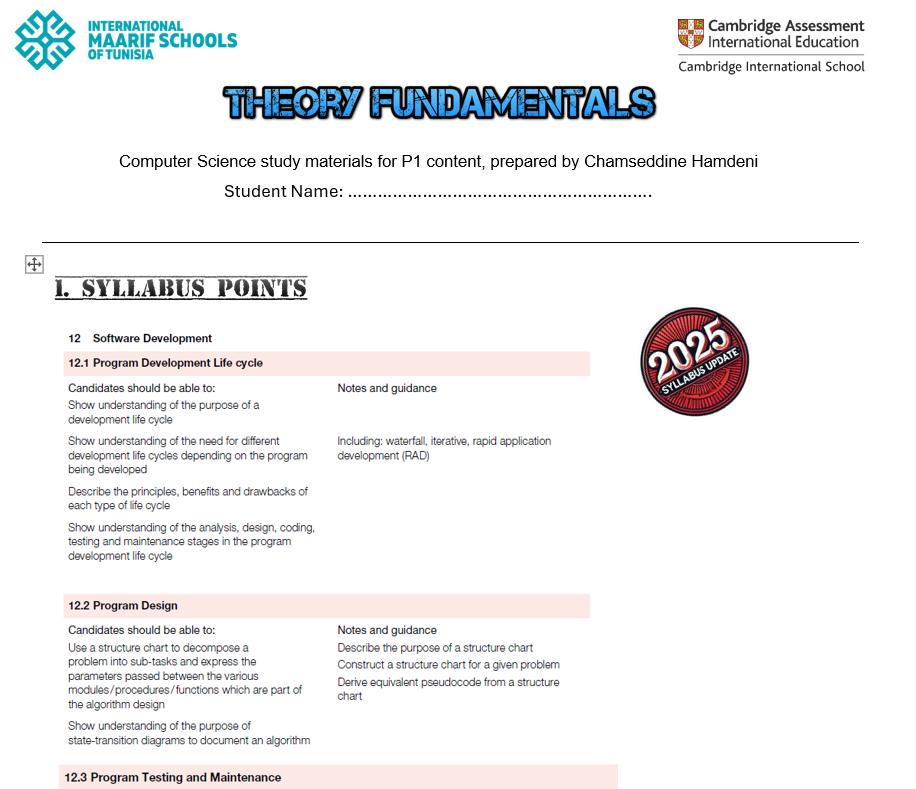 INTERNATIONAL
MAARIF SCHOOLS
OF TUNISIA
Cambridge Assessment
International Education
Cambridge International School
THEORY FUNDAMENTALS
Computer Science study materials for P1 content, prepared by Chamseddine Hamdeni
Student Name: ……………………………………………………….
1. SYLLABUS POINTS
2025
SYLLABUS UPDATE
12 Software Development
12.1 Program Development Life cycle
Candidates should be able to:
Notes and guidance
Show understanding of the purpose of a
development life cycle
Show understanding of the need for different
development life cycles depending on the program
being developed
Including: waterfall, iterative, rapid application
development (RAD)
Describe the principles, benefits and drawbacks of
each type of life cycle
Show understanding of the analysis, design, coding,
testing and maintenance stages in the program
development life cycle
12.2 Program Design
Candidates should be able to:
Notes and guidance
Use a structure chart to decompose a
problem into sub-tasks and express the
parameters passed between the various
modules/procedures/functions which are part of
the algorithm design
Describe the purpose of a structure chart
Construct a structure chart for a given problem
Derive equivalent pseudocode from a structure
chart
Show understanding of the purpose of
state-transition diagrams to document an algorithm
12.3 Program Testing and Maintenance